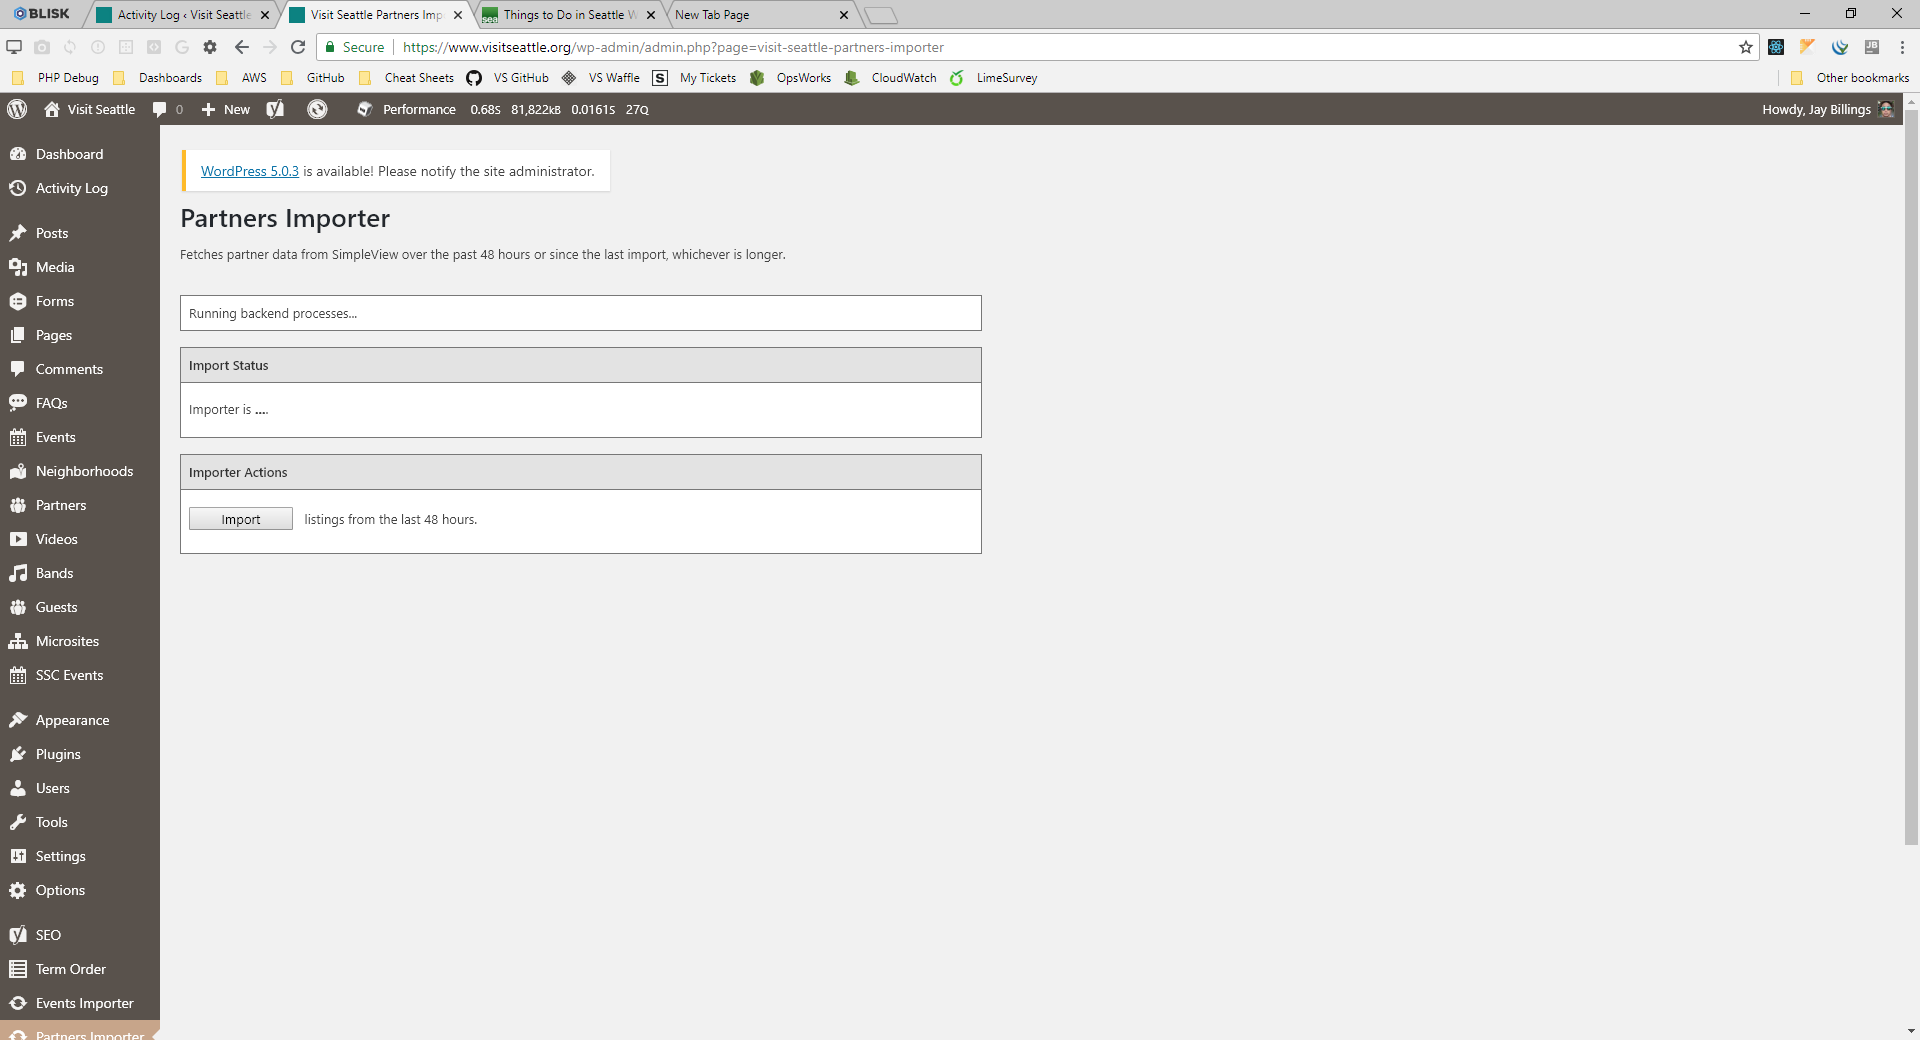 BLISK
Activity Log ‹ Visit Seattle
Visit Seattle Partners Imp
sea
Things to Do in Seattle W
New Tab Page
Secure
https://www.visitseattle.org/wp-admin/admin.php?page=visit-seattle-partners-importer
JB
PHP Debug
Dashboards
AWS
GitHub
Cheat Sheets
VS GitHub
VS Waffle
S
My Tickets
OpsWorks
CloudWatch
LimeSurvey
Other bookmarks
Visit Seattle
0
New
Performance
0.68S
81,822KB
0.0161S
27Q
Howdy, Jay Billings
Dashboard
Activity Log
Posts
Media
Forms
Pages
Comments
FAQs
Events
Neighborhoods
Partners
Videos
Bands
Guests
Microsites
SSC Events
Appearance
Plugins
Users
Tools
Settings
Options
SEO
Term Order
Events Importer
Partners Importer
WordPress 5.0.3 is available! Please notify the site administrator.
Partners Importer
Fetches partner data from SimpleView over the past 48 hours or since the last import, whichever is longer.
Running backend processes...
Import Status
Importer is ....
Importer Actions
Import listings from the last 48 hours.